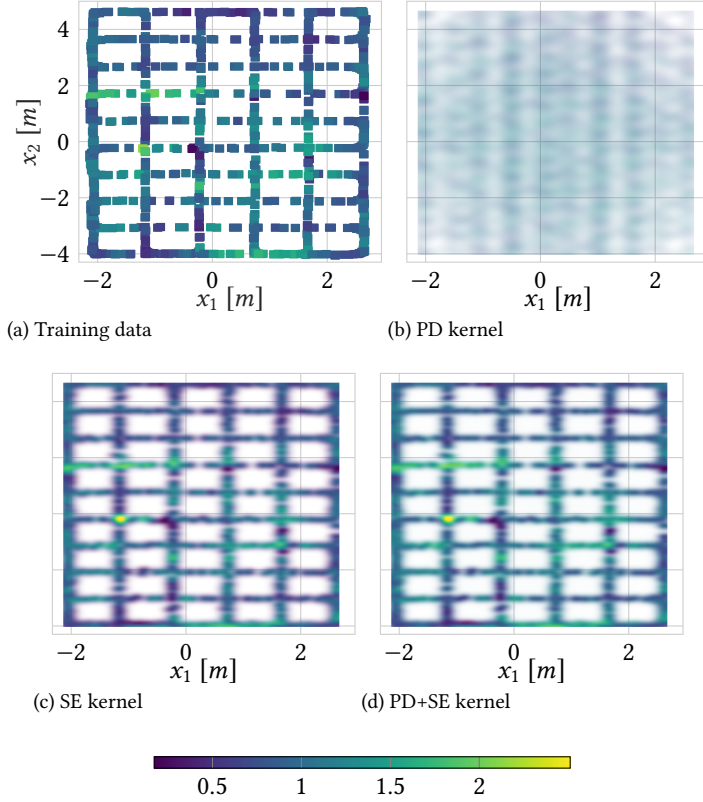 4
2
0
−2
−4
x₂ [m]
−2 0 2
x₁ [m]
(a) Training data
−2 0 2
x₁ [m]
(b) PD kernel
−2 0 2
x₁ [m]
(c) SE kernel
−2 0 2
x₁ [m]
(d) PD+SE kernel
0.5 1 1.5 2